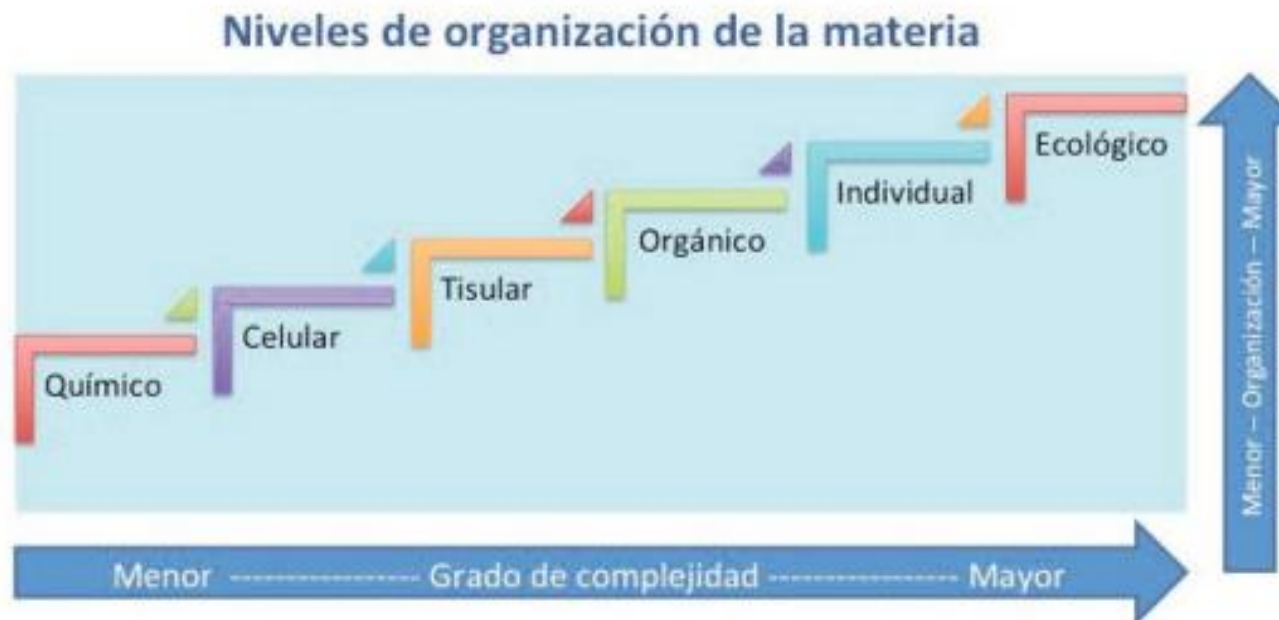 Niveles de organización de la materia
Químico
Celular
Tisular
Orgánico
Individual
Ecológico
Menor – Organización – Mayor
Menor ---------------- Grado de complejidad ---------------- Mayor